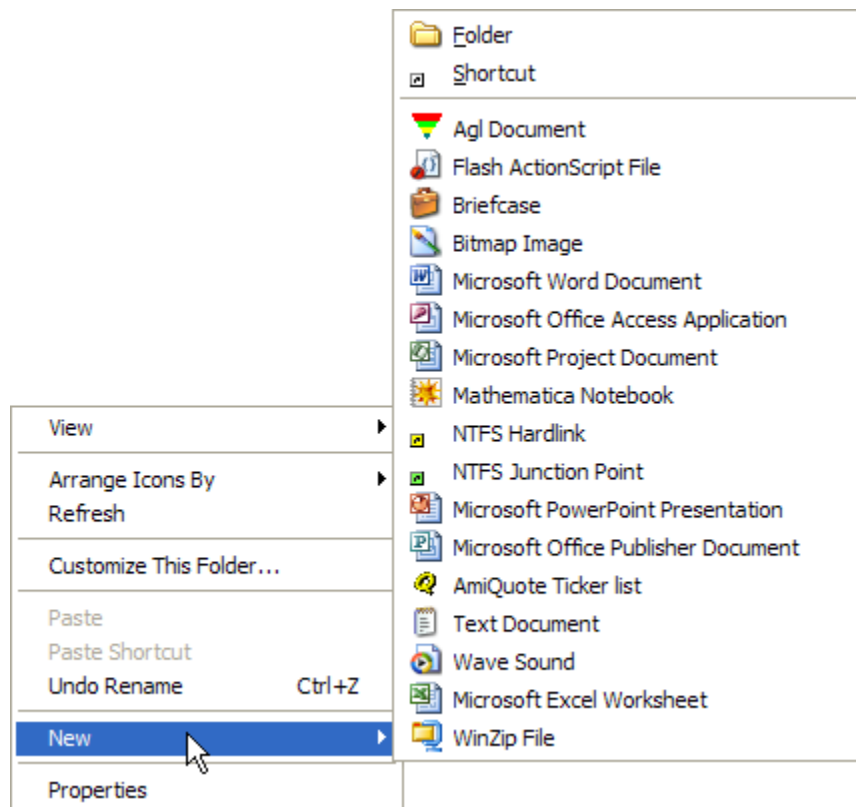 Folder
Shortcut
Agl Document
Flash ActionScript File
Briefcase
Bitmap Image
Microsoft Word Document
Microsoft Office Access Application
Microsoft Project Document
Mathematica Notebook
NTFS Hardlink
NTFS Junction Point
Microsoft PowerPoint Presentation
Microsoft Office Publisher Document
AmiQuote Ticker list
Text Document
Wave Sound
Microsoft Excel Worksheet
WinZip File
View
Arrange Icons By
Refresh
Customize This Folder...
Paste
Paste Shortcut
Undo Rename Ctrl+Z
New
Properties